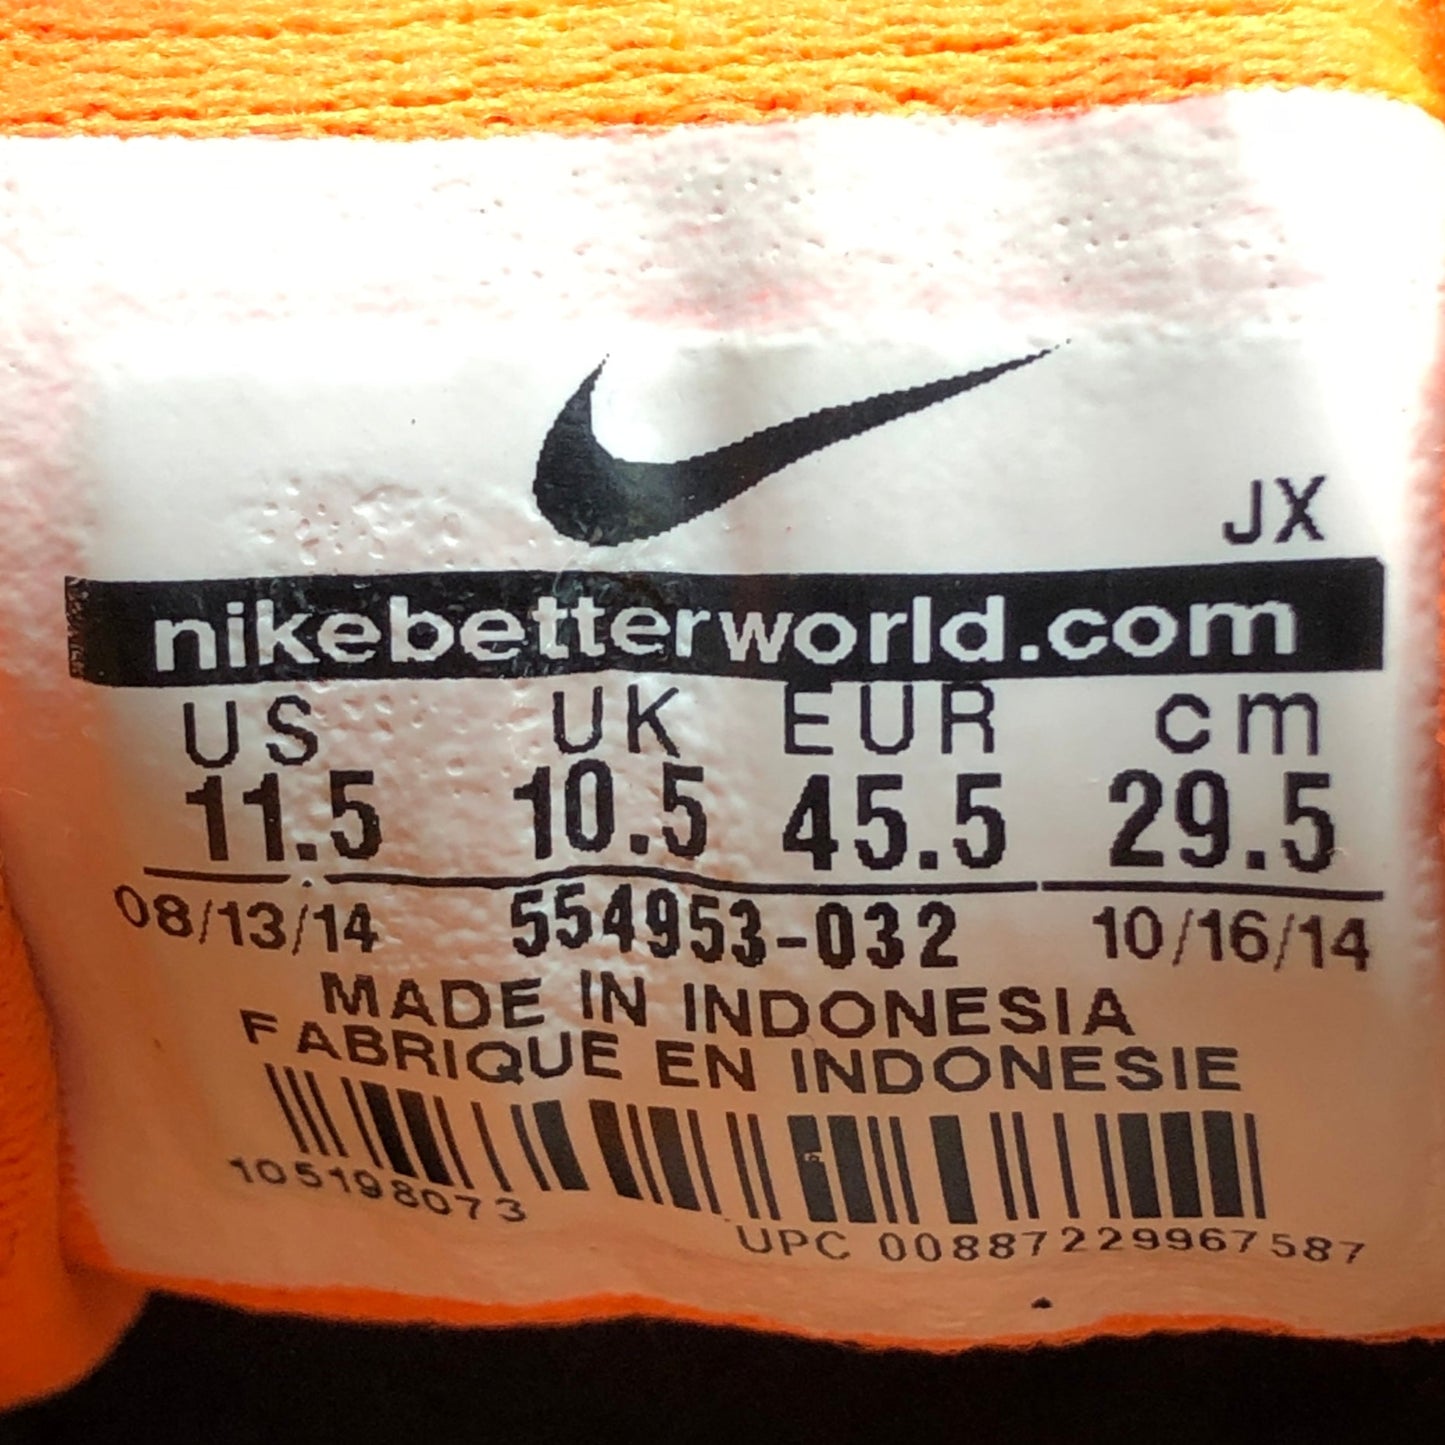 JX
nikebetterworld.com
US UK EUR cm
11.5 10.5 45.5 29.5
08/13/14 554953-032 10/16/14
MADE IN INDONESIA
FABRIQUE EN INDONESIE
105198073
UPC 00887229967587